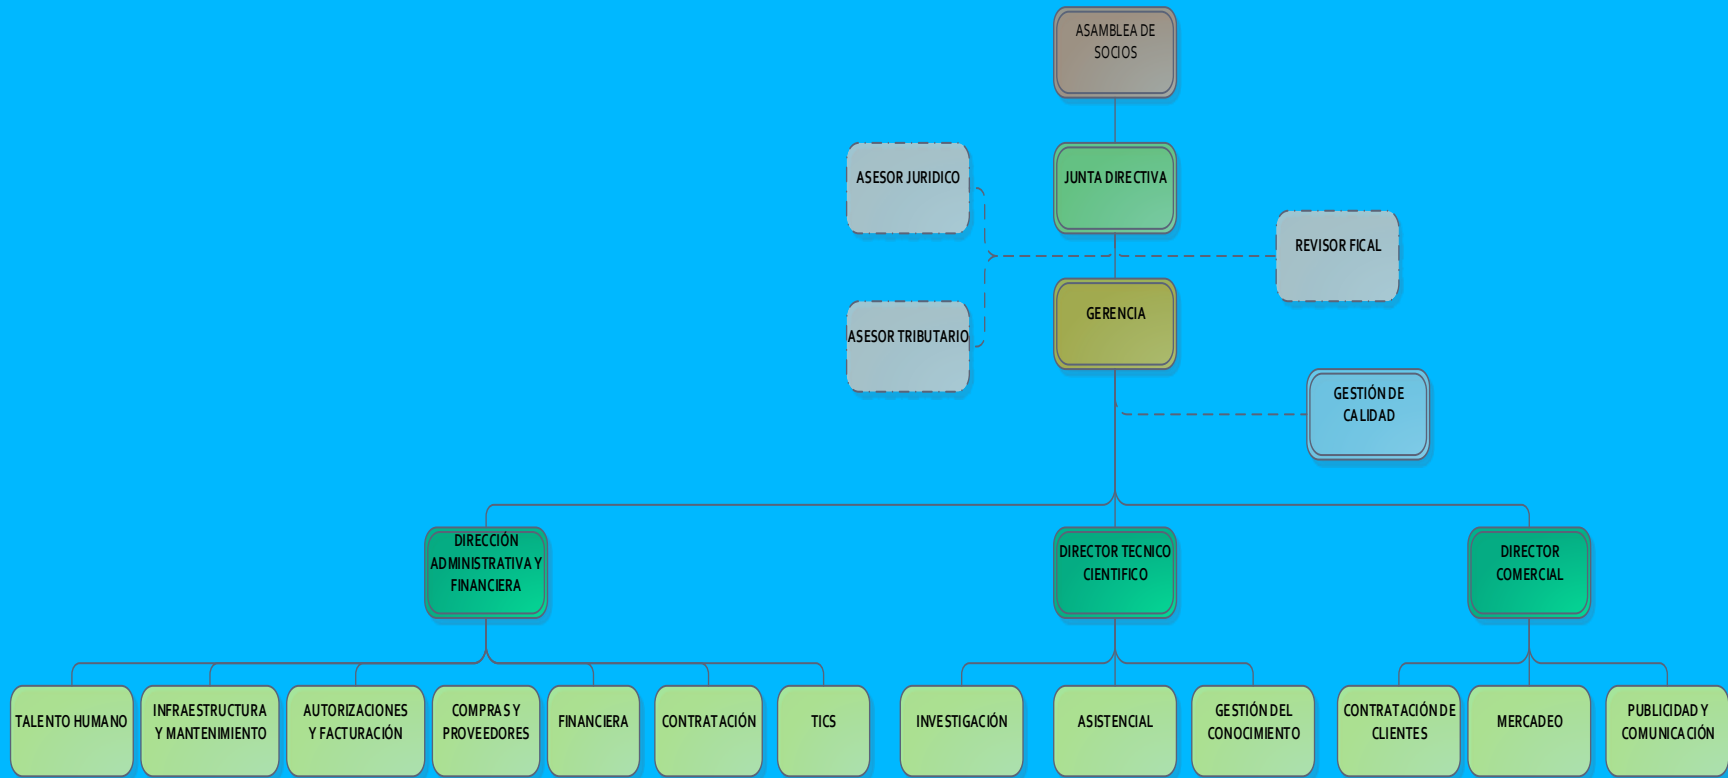 ASAMBLEA DE
SOCIOS
ASESOR JURIDICO
JUNTA DIRECTIVA
REVISOR FICAL
GERENCIA
ASESOR TRIBUTARIO
GESTIÓN DE
CALIDAD
DIRECCIÓN
ADMINISTRATIVA Y
FINANCIERA
DIRECTOR TECNICO
CIENTIFICO
DIRECTOR
COMERCIAL
TALENTO HUMANO
INFRAESTRUCTURA
Y MANTENIMIENTO
AUTORIZACIONES
Y FACTURACIÓN
COMPRAS Y
PROVEEDORES
FINANCIERA
CONTRATACIÓN
TICS
INVESTIGACIÓN
ASISTENCIAL
GESTIÓN DEL
CONOCIMIENTO
CONTRATACIÓN DE
CLIENTES
MERCADEO
PUBLICIDAD Y
COMUNICACIÓN